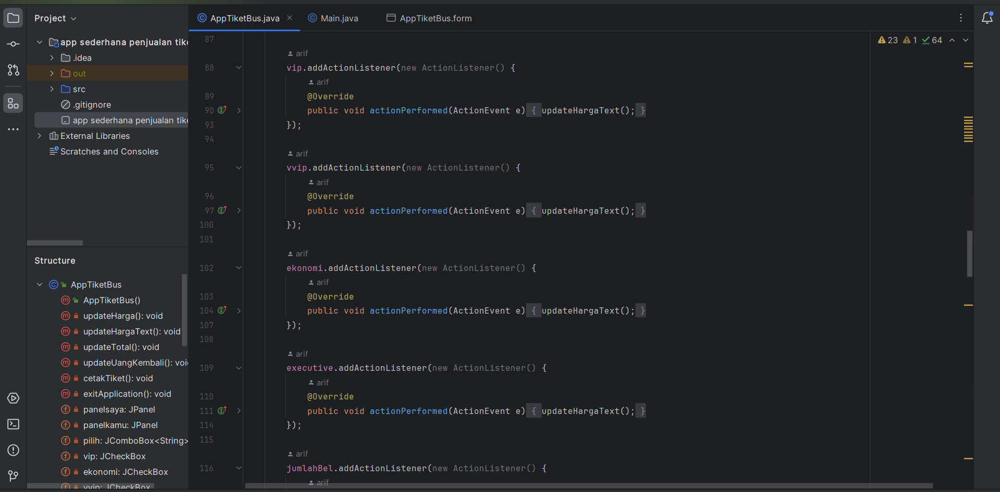 Project
app sederhana penjualan tike
.idea
out
src
.gitignore
app sederhana penjualan tike
External Libraries
Scratches and Consoles
Structure
AppTiketBus
AppTiketBus()
updateHarga(): void
updateHargaText(): void
updateTotal(): void
updateUangKembali(): voi
cetakTiket(): void
exitApplication(): void
panelsaya: JPanel
panelkamu: JPanel
pilih: JComboBox<String>
vip: JCheckBox
ekonomi: JCheckBox
vvip: JCheckBox
AppTiketBus.java
Main.java
AppTiketBus.form
23 1 64
87
arif
88 vip.addActionListener(new ActionListener() {
arif
89 @Override
90 public void actionPerformed(ActionEvent e) { updateHargaText(); }
93 });
94
arif
95 vvip.addActionListener(new ActionListener() {
arif
96 @Override
97 public void actionPerformed(ActionEvent e) { updateHargaText(); }
100 });
101
arif
102 ekonomi.addActionListener(new ActionListener() {
arif
103 @Override
104 public void actionPerformed(ActionEvent e) { updateHargaText(); }
107 });
108
arif
109 executive.addActionListener(new ActionListener() {
arif
110 @Override
111 public void actionPerformed(ActionEvent e) { updateHargaText(); }
114 });
115
arif
116 jumlahBel.addActionListener(new ActionListener() {
arif